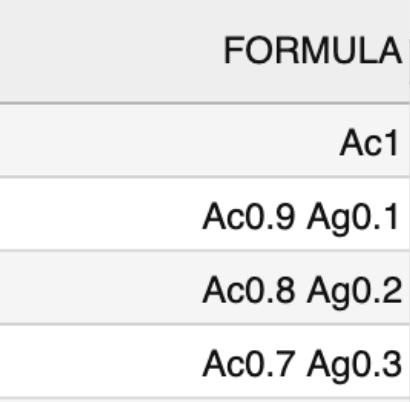 FORMULA
Ac1
Ac0.9 Ag0.1
Ac0.8 Ag0.2
Ac0.7 Ag0.3